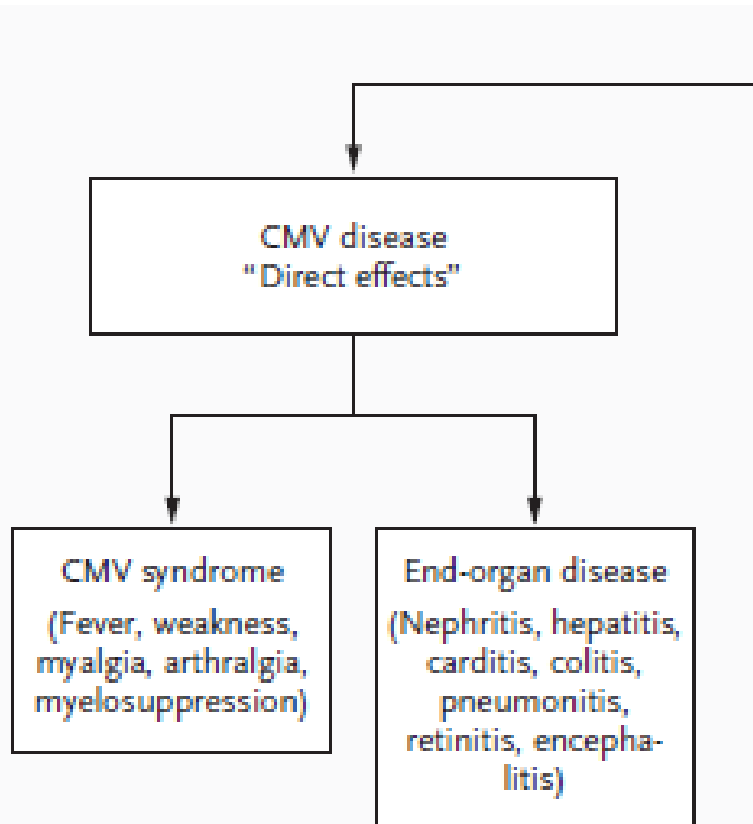 CMV disease
“Direct effects”
CMV syndrome
(Fever, weakness,
myalgia, arthralgia,
myelosuppression)
End-organ disease
(Nephritis, hepatitis,
carditis, colitis,
pneumonitis,
retinitis, encepha-
litis)